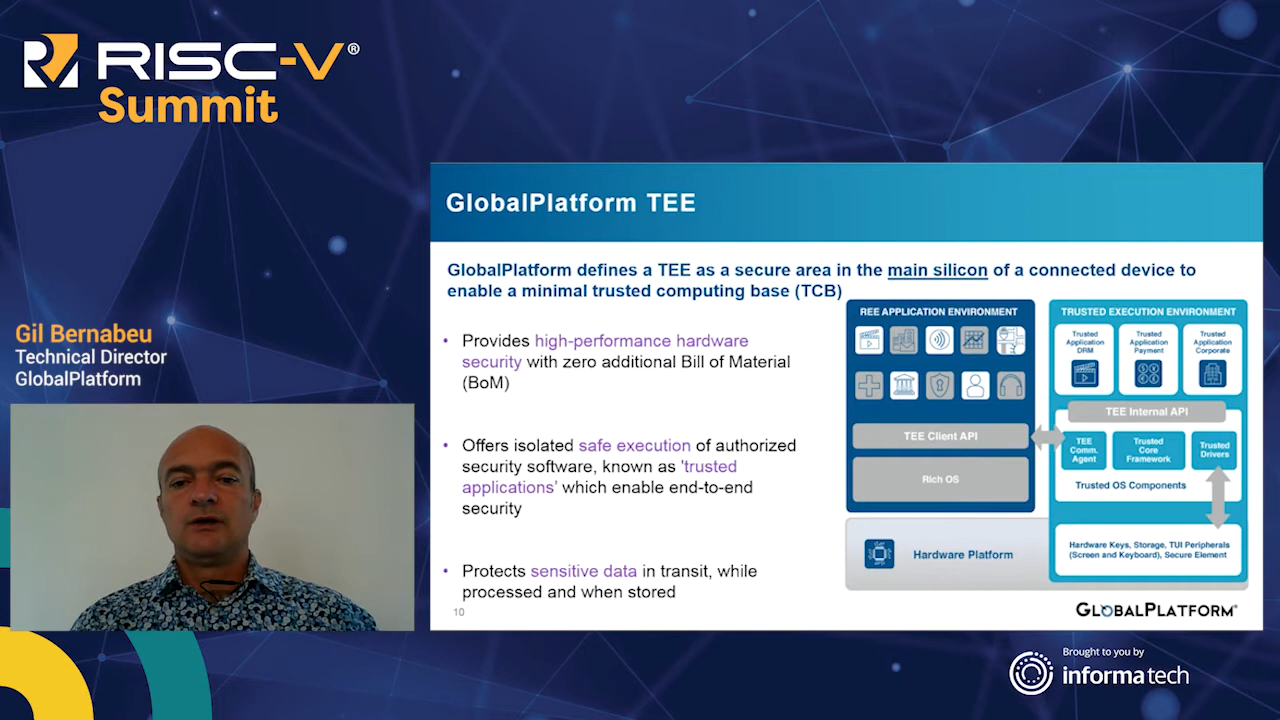 RISC-V®
Summit
Gil Bernabeu
Technical Director
GlobalPlatform
GlobalPlatform TEE
GlobalPlatform defines a TEE as a secure area in the main silicon of a connected device to
enable a minimal trusted computing base (TCB)
• Provides high-performance hardware
security with zero additional Bill of Material
(BoM)
• Offers isolated safe execution of authorized
security software, known as 'trusted
applications' which enable end-to-end
security
• Protects sensitive data in transit, while
processed and when stored
10
REE APPLICATION ENVIRONMENT
TEE Client API
Rich OS
Hardware Platform
TRUSTED EXECUTION ENVIRONMENT
Trusted
Application
DRM
Trusted
Application
Payment
Trusted
Application
Corporate
TEE Internal API
TEE
Comm.
Agent
Trusted
Core
Framework
Trusted
Drivers
Trusted OS Components
Hardware Keys, Storage, TUI Peripherals
(Screen and Keyboard), Secure Element
GLOBALPLATFORM®
Brought to you by
informa tech